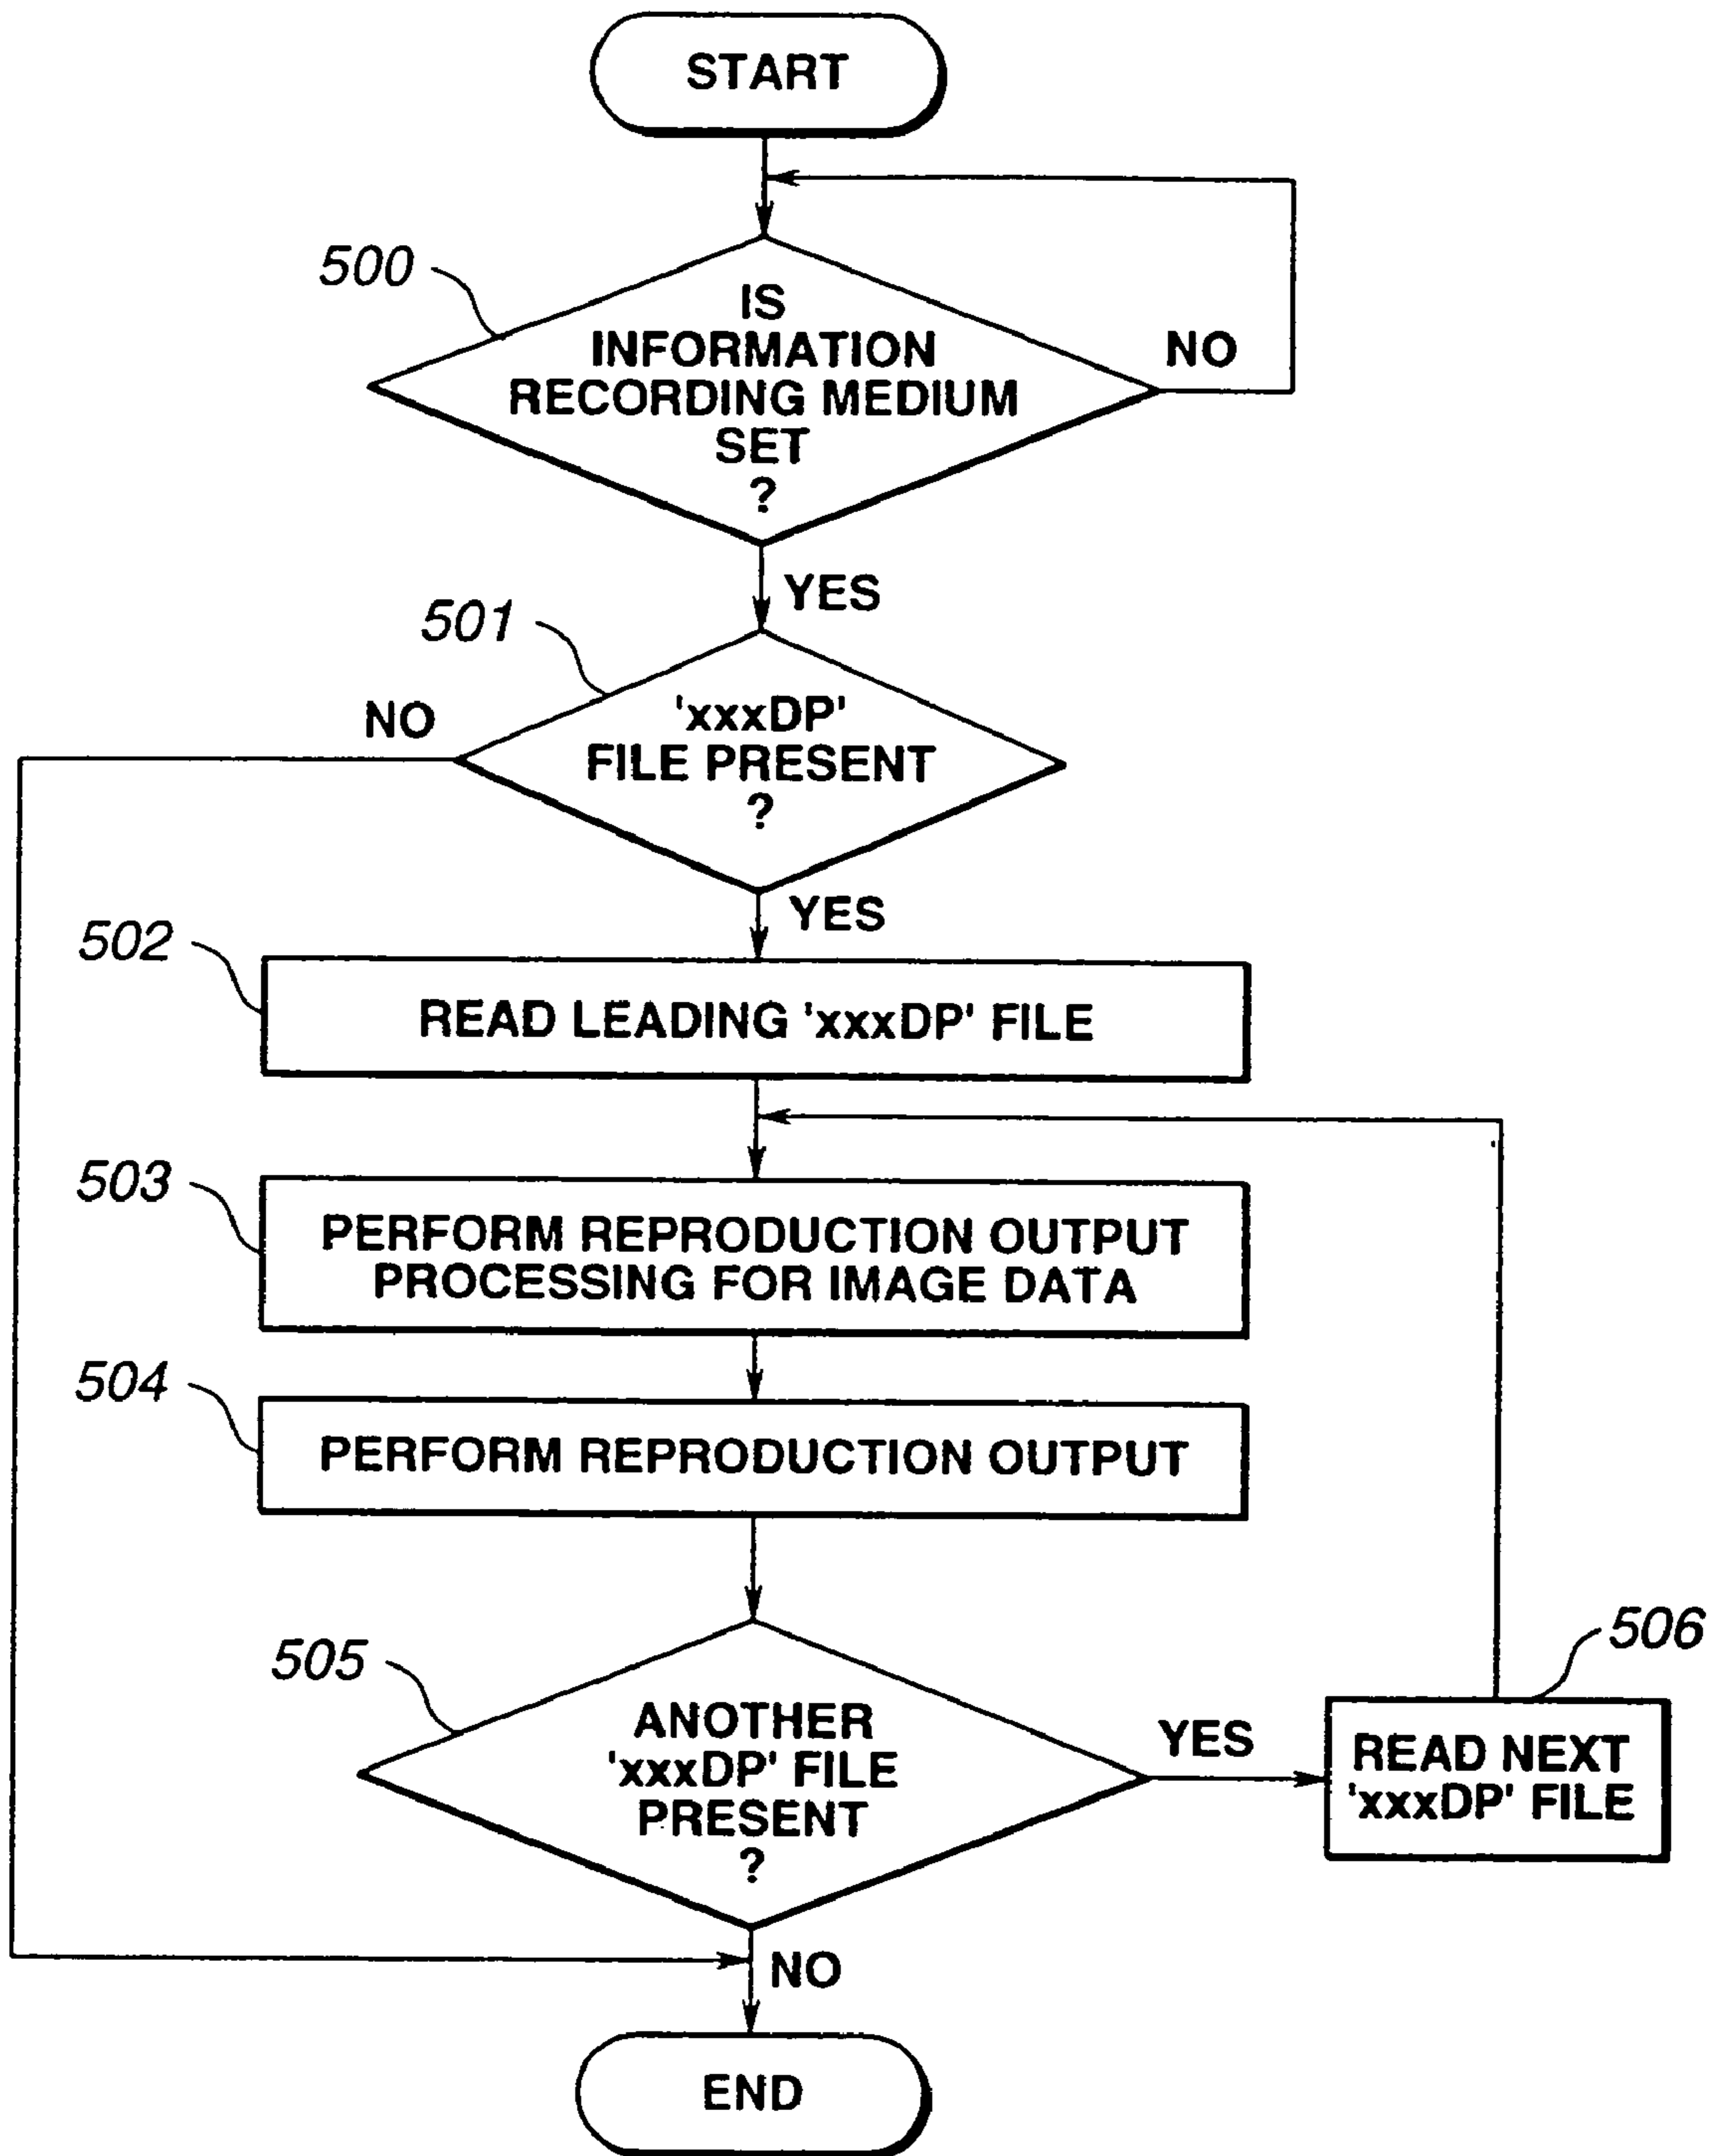 START
500
IS
INFORMATION
RECORDING MEDIUM
SET
?
NO
YES
501
'xxxDP'
FILE PRESENT
?
NO
YES
502
READ LEADING 'xxxDP' FILE
503
PERFORM REPRODUCTION OUTPUT
PROCESSING FOR IMAGE DATA
504
PERFORM REPRODUCTION OUTPUT
505
ANOTHER
'xxxDP' FILE
PRESENT
?
YES
506
READ NEXT
'xxxDP' FILE
NO
END